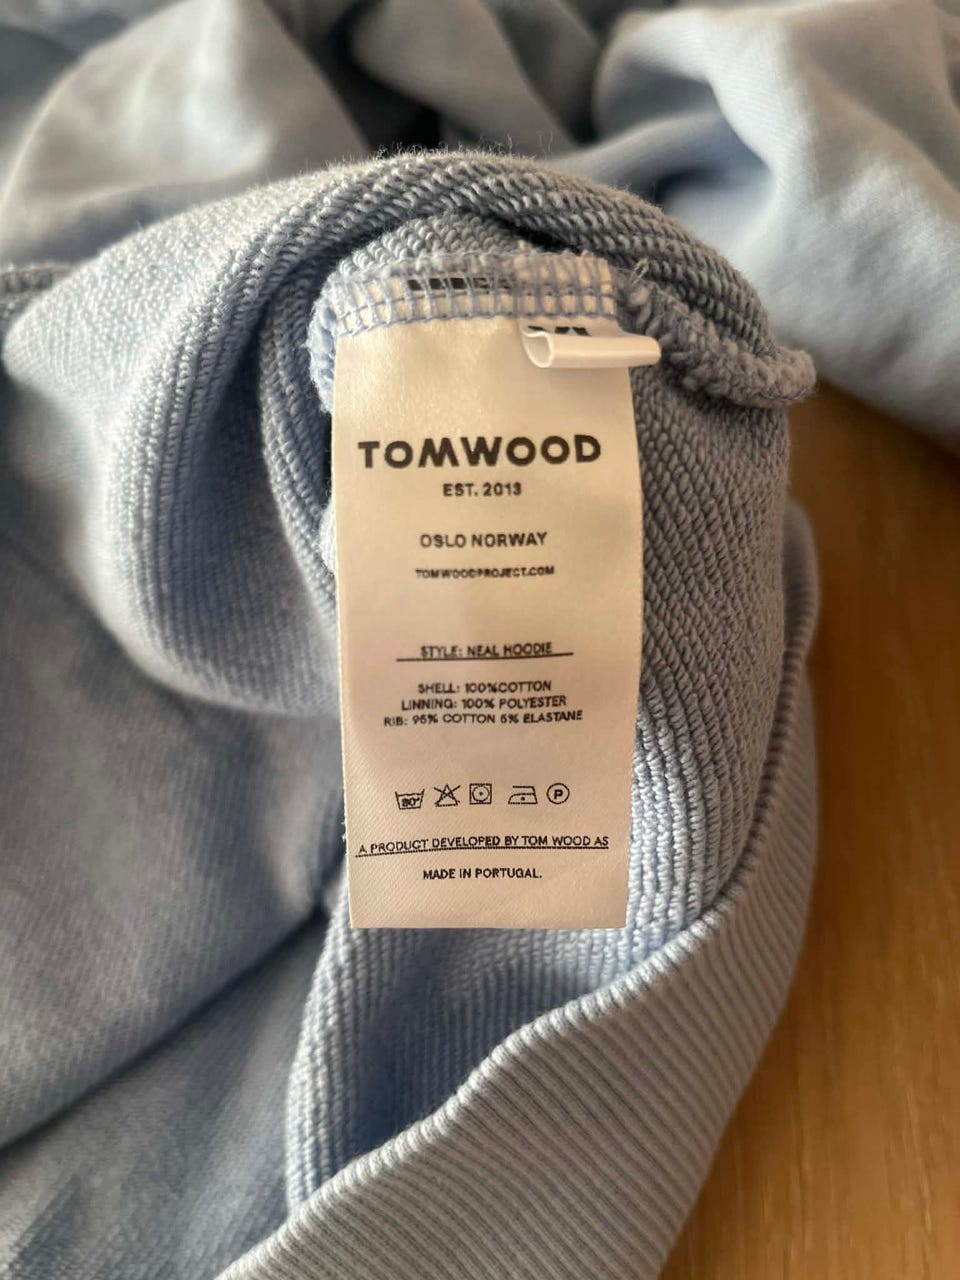 TOMWOOD
EST. 2013
OSLO NORWAY
TOMWOODPROJECT.COM
STYLE: NEAL HOODIE
SHELL: 100%COTTON
LINNING: 100% POLYESTER
RIB: 95% COTTON 5% ELASTANE
30° P
A PRODUCT DEVELOPED BY TOM WOOD AS
MADE IN PORTUGAL.